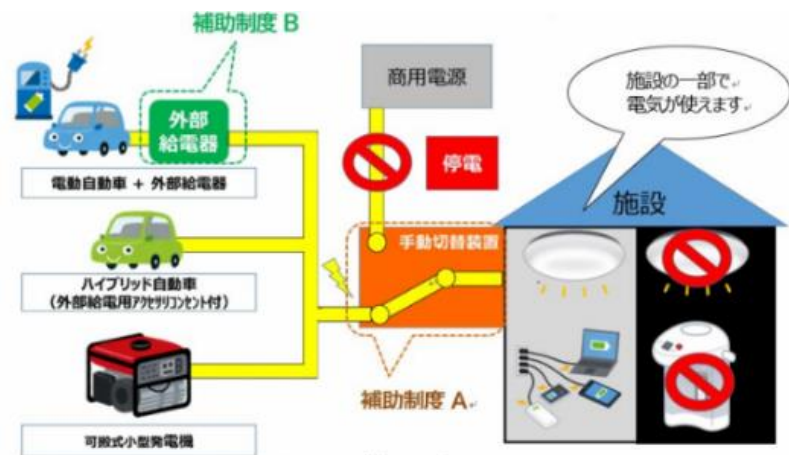 補助制度 B
商用電源
施設の一部で
電気が使えます
外部
給電器
停電
電動自動車 + 外部給電器
施設
手動切替装置
ハイブリッド自動車
（外部給電用アクセサリコンセント付）
補助制度 A
可搬式小型発電機